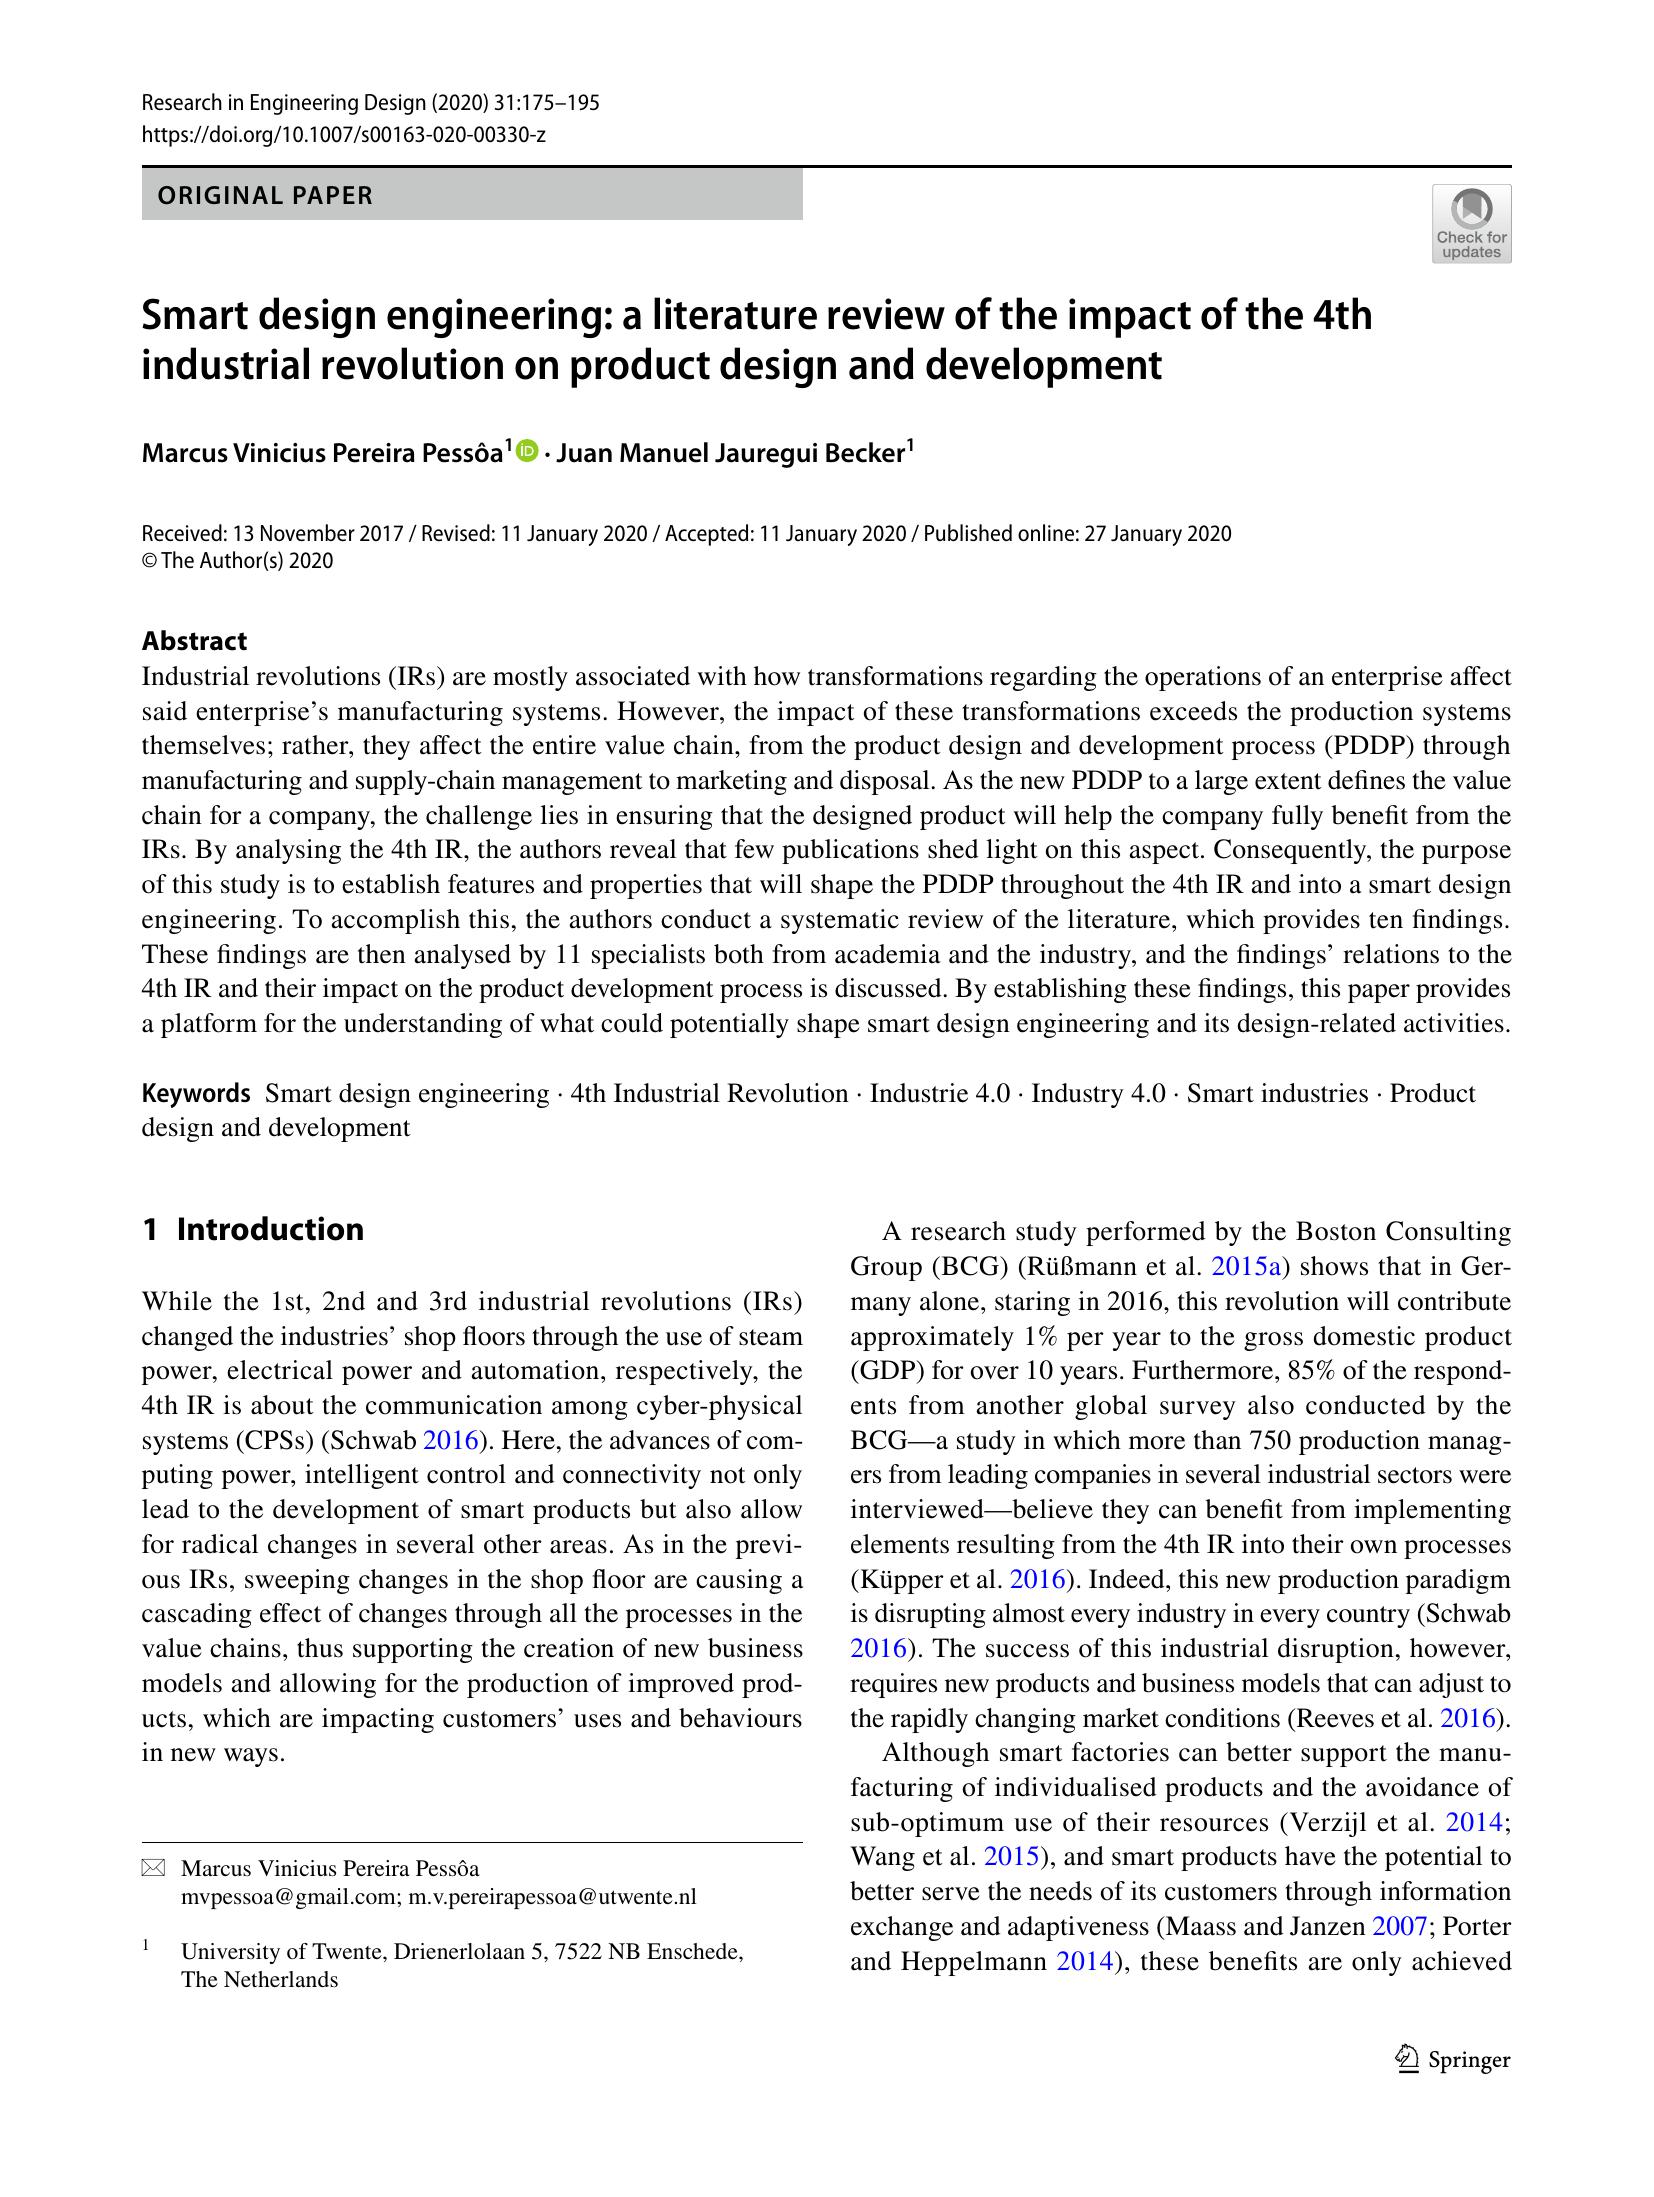 Research in Engineering Design (2020) 31:175–195
https://doi.org/10.1007/s00163-020-00330-z
ORIGINAL PAPER
Check for
updates
Smart design engineering: a literature review of the impact of the 4th
industrial revolution on product design and development
Marcus Vinicius Pereira Pessôa1 iD · Juan Manuel Jauregui Becker1
Received: 13 November 2017 / Revised: 11 January 2020 / Accepted: 11 January 2020 / Published online: 27 January 2020
© The Author(s) 2020
Abstract
Industrial revolutions (IRs) are mostly associated with how transformations regarding the operations of an enterprise affect
said enterprise's manufacturing systems. However, the impact of these transformations exceeds the production systems
themselves; rather, they affect the entire value chain, from the product design and development process (PDDP) through
manufacturing and supply-chain management to marketing and disposal. As the new PDDP to a large extent defines the value
chain for a company, the challenge lies in ensuring that the designed product will help the company fully benefit from the
IRs. By analysing the 4th IR, the authors reveal that few publications shed light on this aspect. Consequently, the purpose
of this study is to establish features and properties that will shape the PDDP throughout the 4th IR and into a smart design
engineering. To accomplish this, the authors conduct a systematic review of the literature, which provides ten findings.
These findings are then analysed by 11 specialists both from academia and the industry, and the findings' relations to the
4th IR and their impact on the product development process is discussed. By establishing these findings, this paper provides
a platform for the understanding of what could potentially shape smart design engineering and its design-related activities.
Keywords Smart design engineering · 4th Industrial Revolution · Industrie 4.0 · Industry 4.0 · Smart industries · Product
design and development
1 Introduction
While the 1st, 2nd and 3rd industrial revolutions (IRs)
changed the industries' shop floors through the use of steam
power, electrical power and automation, respectively, the
4th IR is about the communication among cyber-physical
systems (CPSs) (Schwab 2016). Here, the advances of com-
puting power, intelligent control and connectivity not only
lead to the development of smart products but also allow
for radical changes in several other areas. As in the previ-
ous IRs, sweeping changes in the shop floor are causing a
cascading effect of changes through all the processes in the
value chains, thus supporting the creation of new business
models and allowing for the production of improved prod-
ucts, which are impacting customers' uses and behaviours
in new ways.
Marcus Vinicius Pereira Pessôa
mvpessoa@gmail.com; m.v.pereirapessoa@utwente.nl
1 University of Twente, Drienerlolaan 5, 7522 NB Enschede,
The Netherlands
A research study performed by the Boston Consulting
Group (BCG) (Rüßmann et al. 2015a) shows that in Ger-
many alone, staring in 2016, this revolution will contribute
approximately 1% per year to the gross domestic product
(GDP) for over 10 years. Furthermore, 85% of the respond-
ents from another global survey also conducted by the
BCG—a study in which more than 750 production manag-
ers from leading companies in several industrial sectors were
interviewed—believe they can benefit from implementing
elements resulting from the 4th IR into their own processes
(Küpper et al. 2016). Indeed, this new production paradigm
is disrupting almost every industry in every country (Schwab
2016). The success of this industrial disruption, however,
requires new products and business models that can adjust to
the rapidly changing market conditions (Reeves et al. 2016).
Although smart factories can better support the manu-
facturing of individualised products and the avoidance of
sub-optimum use of their resources (Verzijl et al. 2014;
Wang et al. 2015), and smart products have the potential to
better serve the needs of its customers through information
exchange and adaptiveness (Maass and Janzen 2007; Porter
and Heppelmann 2014), these benefits are only achieved
Springer